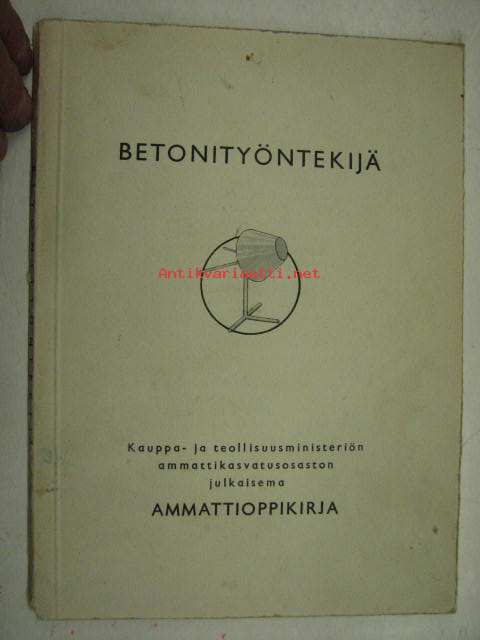 BETONITYÖNTEKIJÄ
Antikvariaatti.net
Kauppa- ja teollisuusministeriön
ammattikasvatusosaston
julkaisema
AMMATTIOPPIKIRJA